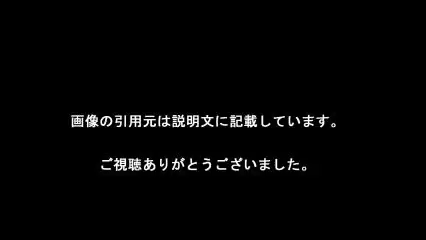 画像の引用元は説明文に記載しています。
ご視聴ありがとうございました。